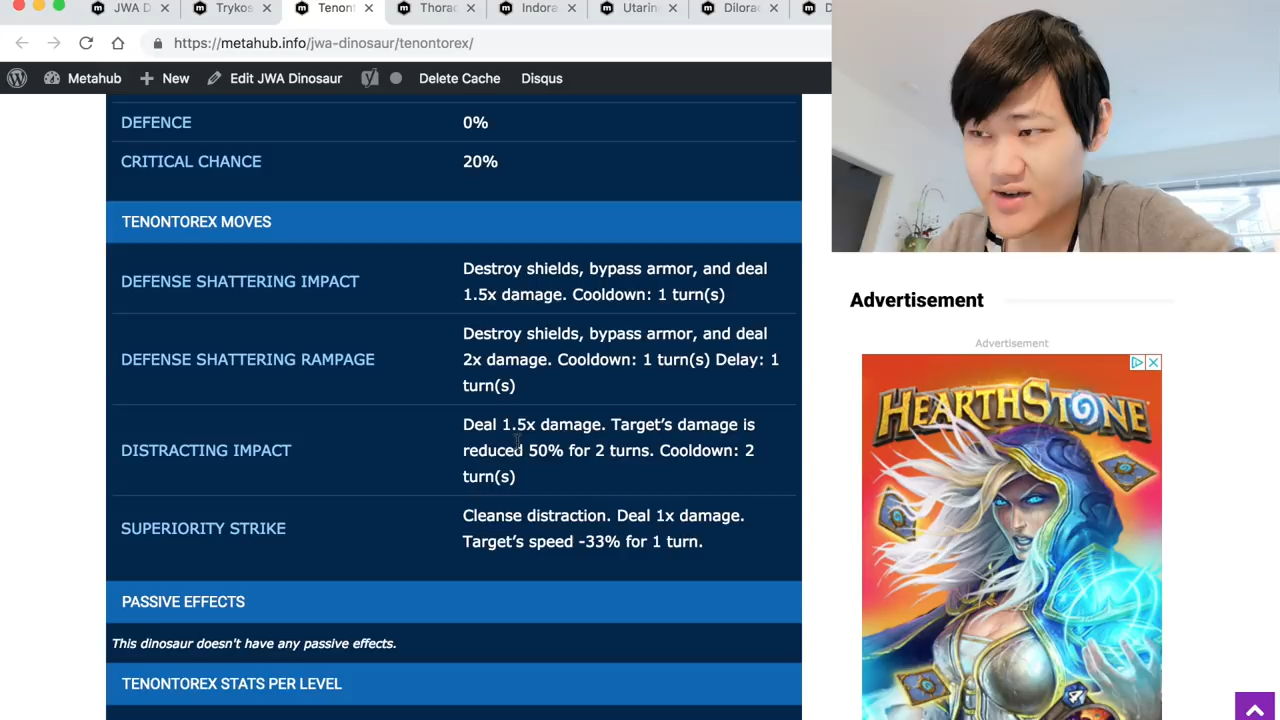 JWA D
Trykos
Tenont
Thorac
Indora
Utarin
Dilora
D
https://metahub.info/jwa-dinosaur/tenontorex/
Metahub
New
Edit JWA Dinosaur
Delete Cache
Disqus
DEFENCE
0%
CRITICAL CHANCE
20%
TENONTOREX MOVES
DEFENSE SHATTERING IMPACT
Destroy shields, bypass armor, and deal
1.5x damage. Cooldown: 1 turn(s)
DEFENSE SHATTERING RAMPAGE
Destroy shields, bypass armor, and deal
2x damage. Cooldown: 1 turn(s) Delay: 1
turn(s)
DISTRACTING IMPACT
Deal 1.5x damage. Target's damage is
reduced 50% for 2 turns. Cooldown: 2
turn(s)
SUPERIORITY STRIKE
Cleanse distraction. Deal 1x damage.
Target's speed -33% for 1 turn.
PASSIVE EFFECTS
This dinosaur doesn't have any passive effects.
TENONTOREX STATS PER LEVEL
Advertisement
Advertisement
HEARTHSTONE